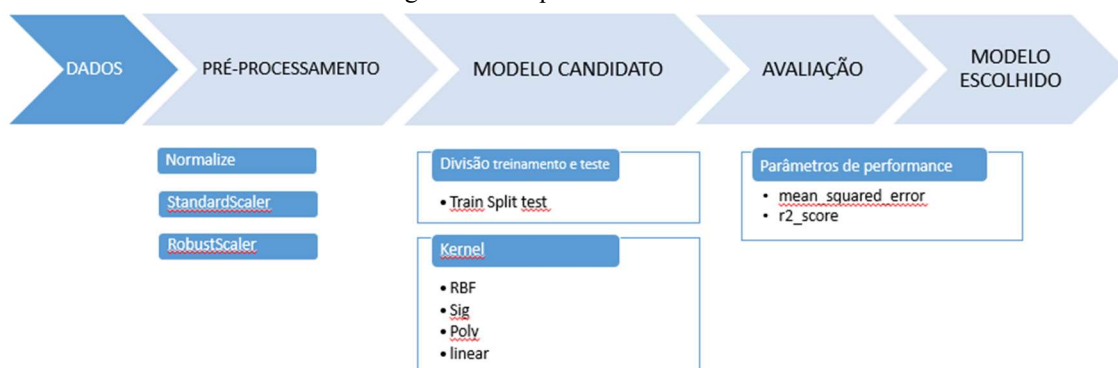 DADOS
PRÉ-PROCESSAMENTO
MODELO CANDIDATO
AVALIAÇÃO
MODELO
ESCOLHIDO
Normalize
StandardScaler
RobustScaler
Divisão treinamento e teste
• Train Split test
Kernel
• RBF
• Sig
• Poly
• linear
Parâmetros de performance
• mean_squared_error
• r2_score